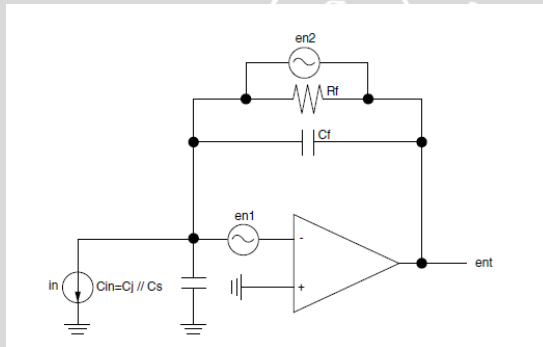 en2
Rf
Cf
en1
-
in
Cin=Cj // Cs
+
ent